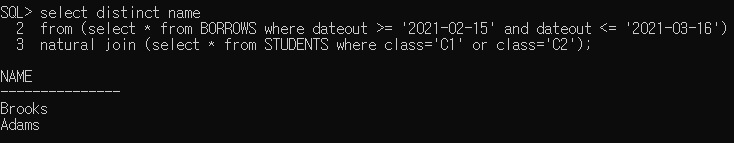 SQL> select distinct name
2 from (select * from BORROWS where dateout >= '2021-02-15' and dateout <= '2021-03-16')
3 natural join (select * from STUDENTS where class='C1' or class='C2');
NAME
---------------
Brooks
Adams